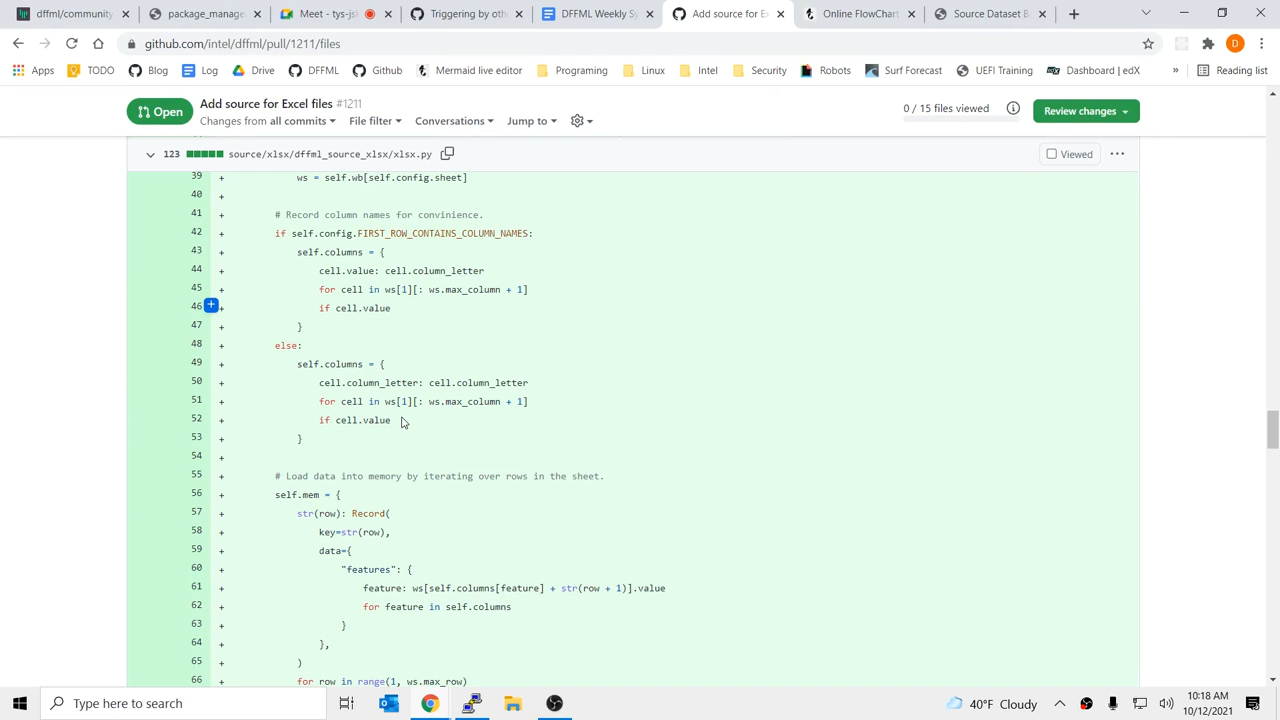 dffml/community
package_manage
Meet – tys-jsk
Triggering by oth
DFFML Weekly Sy
Add source for Ex
Online FlowChart
Source Dataset B
github.com/intel/dffml/pull/1211/files
D
Apps TODO Blog Log Drive DFFML Github Mermaid live editor Programing Linux Intel Security Robots Surf Forecast UEFI Training Dashboard | edX » Reading list
Open
Add source for Excel files #1211
Changes from all commits File filter Conversations Jump to
0 / 15 files viewed
Review changes
123 source/xlsx/dffml_source_xlsx/xlsx.py
Viewed
39 + ws = self.wb[self.config.sheet]
40 +
41 + # Record column names for convinience.
42 + if self.config.FIRST_ROW_CONTAINS_COLUMN_NAMES:
43 + self.columns = {
44 + cell.value: cell.column_letter
45 + for cell in ws[1][: ws.max_column + 1]
46 + if cell.value
47 + }
48 + else:
49 + self.columns = {
50 + cell.column_letter: cell.column_letter
51 + for cell in ws[1][: ws.max_column + 1]
52 + if cell.value
53 + }
54 +
55 + # Load data into memory by iterating over rows in the sheet.
56 + self.mem = {
57 + str(row): Record(
58 + key=str(row),
59 + data={
60 + "features": {
61 + feature: ws[self.columns[feature] + str(row + 1)].value
62 + for feature in self.columns
63 + }
64 + },
65 + )
66 + for row in range(1, ws.max_row)
Type here to search
40°F Cloudy
10:18 AM
10/12/2021